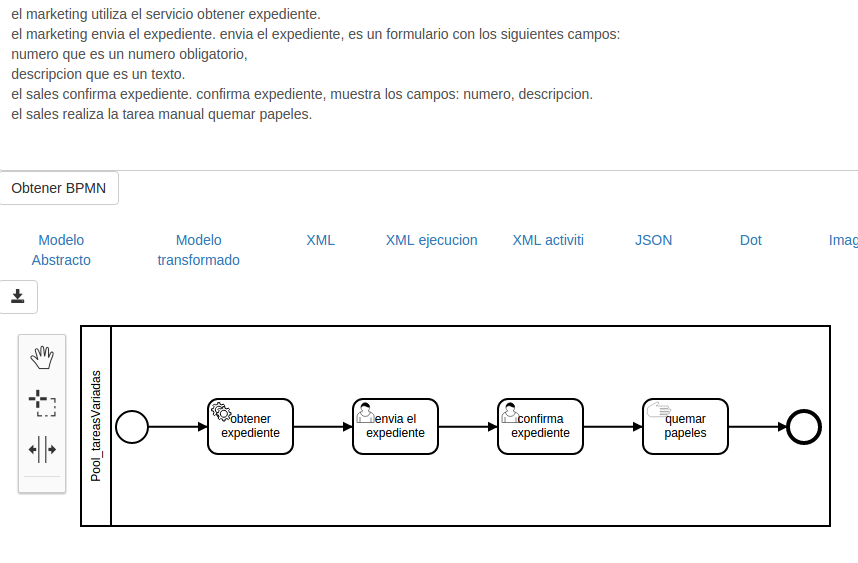 el marketing utiliza el servicio obtener expediente.
el marketing envia el expediente. envia el expediente, es un formulario con los siguientes campos:
numero que es un numero obligatorio,
descripcion que es un texto.
el sales confirma expediente. confirma expediente, muestra los campos: numero, descripcion.
el sales realiza la tarea manual quemar papeles.
Obtener BPMN
Modelo
Abstracto
Modelo
transformado
XML
XML ejecucion
XML activiti
JSON
Dot
Imag
Pool_tareasVariadas
obtener
expediente
envia el
expediente
confirma
expediente
quemar
papeles